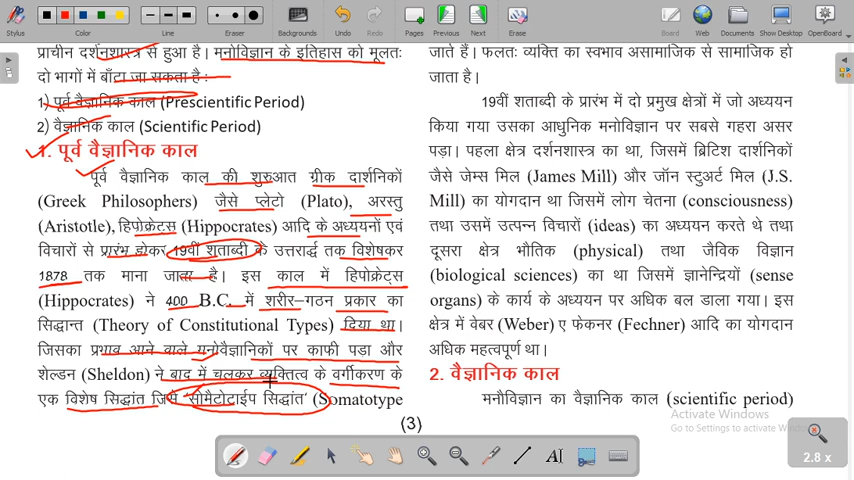 Stylus
Color
Line
Eraser
Backgrounds
Undo
Redo
Pages
Previous
Next
Erase
Board
Web
Documents
Show Desktop
OpenBoard
प्राचीन दर्शनशास्त्र से हुआ है। मनोविज्ञान के इतिहास को मूलतः
दो भागों में बाँटा जा सकता है :
1) पूर्व वैज्ञानिक काल (Prescientific Period)
2) वैज्ञानिक काल (Scientific Period)
1. पूर्व वैज्ञानिक काल
पूर्व वैज्ञानिक काल की शुरुआत ग्रीक दार्शनिकों
(Greek Philosophers) जैसे प्लेटो (Plato), अरस्तु
(Aristotle), हिपोक्रेट्स (Hippocrates) आदि के अध्ययनों एवं
विचारों से प्रारंभ होकर 19वीं शताब्दी के उत्तरार्द्ध तक विशेषकर
1878 तक माना जाता है। इस काल में हिपोक्रेट्स
(Hippocrates) ने 400 B.C. में शरीर-गठन प्रकार का
सिद्धान्त (Theory of Constitutional Types) दिया था।
जिसका प्रभाव आने वाले मनोवैज्ञानिकों पर काफी पड़ा और
शेल्डन (Sheldon) ने बाद में चलकर व्यक्तित्व के वर्गीकरण के
एक विशेष सिद्धांत जिसे 'सोमैटोटाईप सिद्धांत' (Somatotype
जाते हैं। फलतः व्यक्ति का स्वभाव असामाजिक से सामाजिक हो
जाता है।
19वीं शताब्दी के प्रारंभ में दो प्रमुख क्षेत्रों में जो अध्ययन
किया गया उसका आधुनिक मनोविज्ञान पर सबसे गहरा असर
पड़ा। पहला क्षेत्र दर्शनशास्त्र का था, जिसमें ब्रिटिश दार्शनिकों
जैसे जेम्स मिल (James Mill) और जॉन स्टुअर्ट मिल (J.S.
Mill) का योगदान था जिसमें लोग चेतना (consciousness)
तथा उसमें उत्पन्न विचारों (ideas) का अध्ययन करते थे तथा
दूसरा क्षेत्र भौतिक (physical) तथा जैविक विज्ञान
(biological sciences) का था जिसमें ज्ञानेन्द्रियों (sense
organs) के कार्य के अध्ययन पर अधिक बल डाला गया। इस
क्षेत्र में वेबर (Weber) ए फेकनर (Fechner) आदि का योगदान
अधिक महत्वपूर्ण था।
2. वैज्ञानिक काल
मनोविज्ञान का वैज्ञानिक काल (scientific period)
(3)
Activate Windows
Go to Settings to activate Windows.
2.8 x